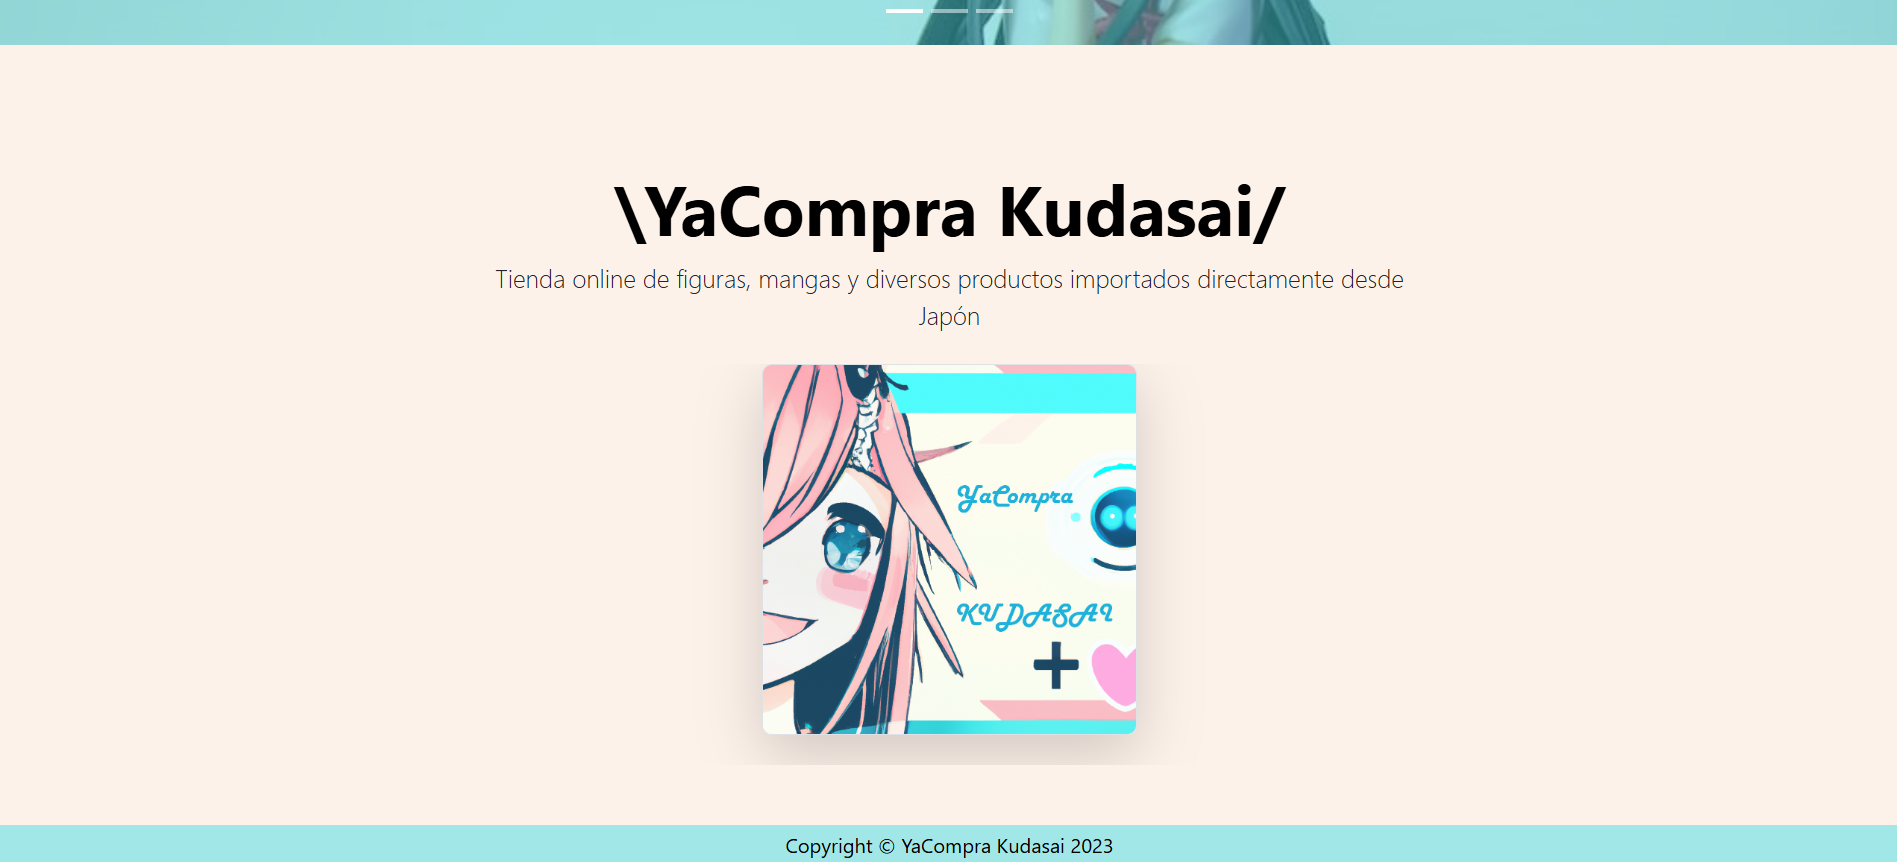 \YaCompra Kudasai/
Tienda online de figuras, mangas y diversos productos importados directamente desde
Japón
YaCompra
KUDASAI
+
Copyright © YaCompra Kudasai 2023